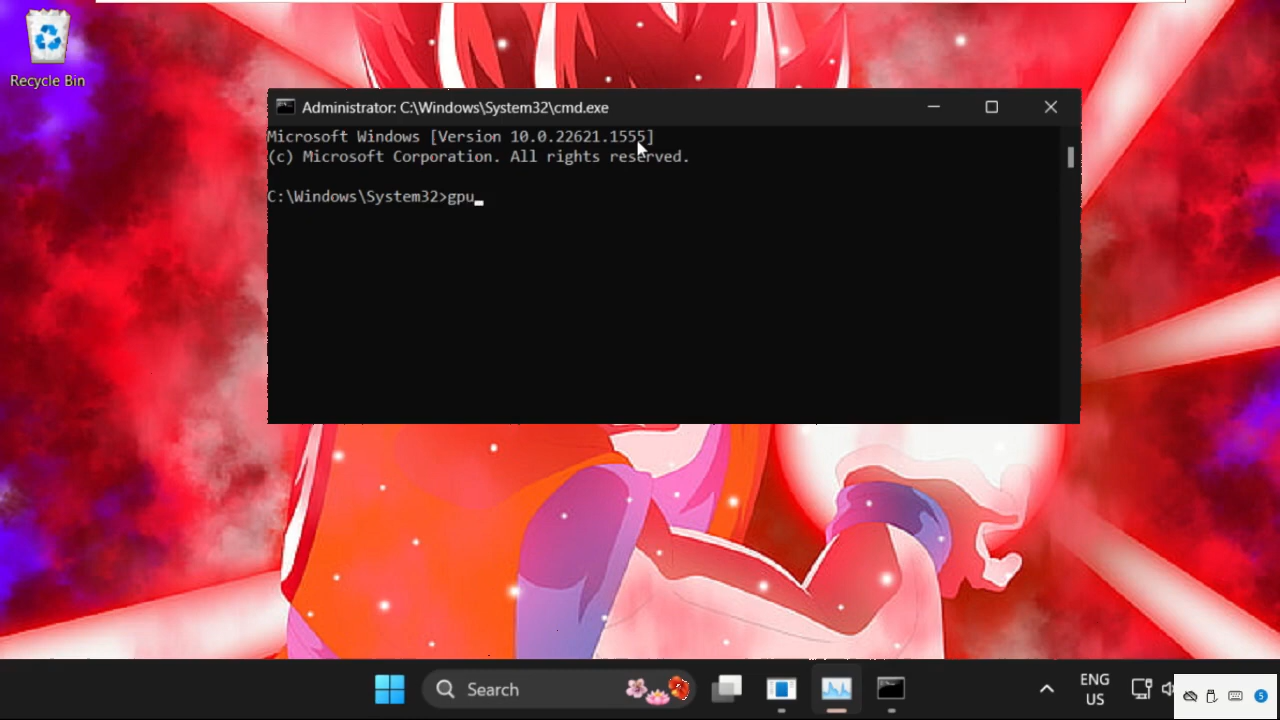 Recycle Bin
Administrator: C:\Windows\System32\cmd.exe
Microsoft Windows [Version 10.0.22621.1555]
(c) Microsoft Corporation. All rights reserved.
C:\Windows\System32>gpu
Search
ENG
US
5